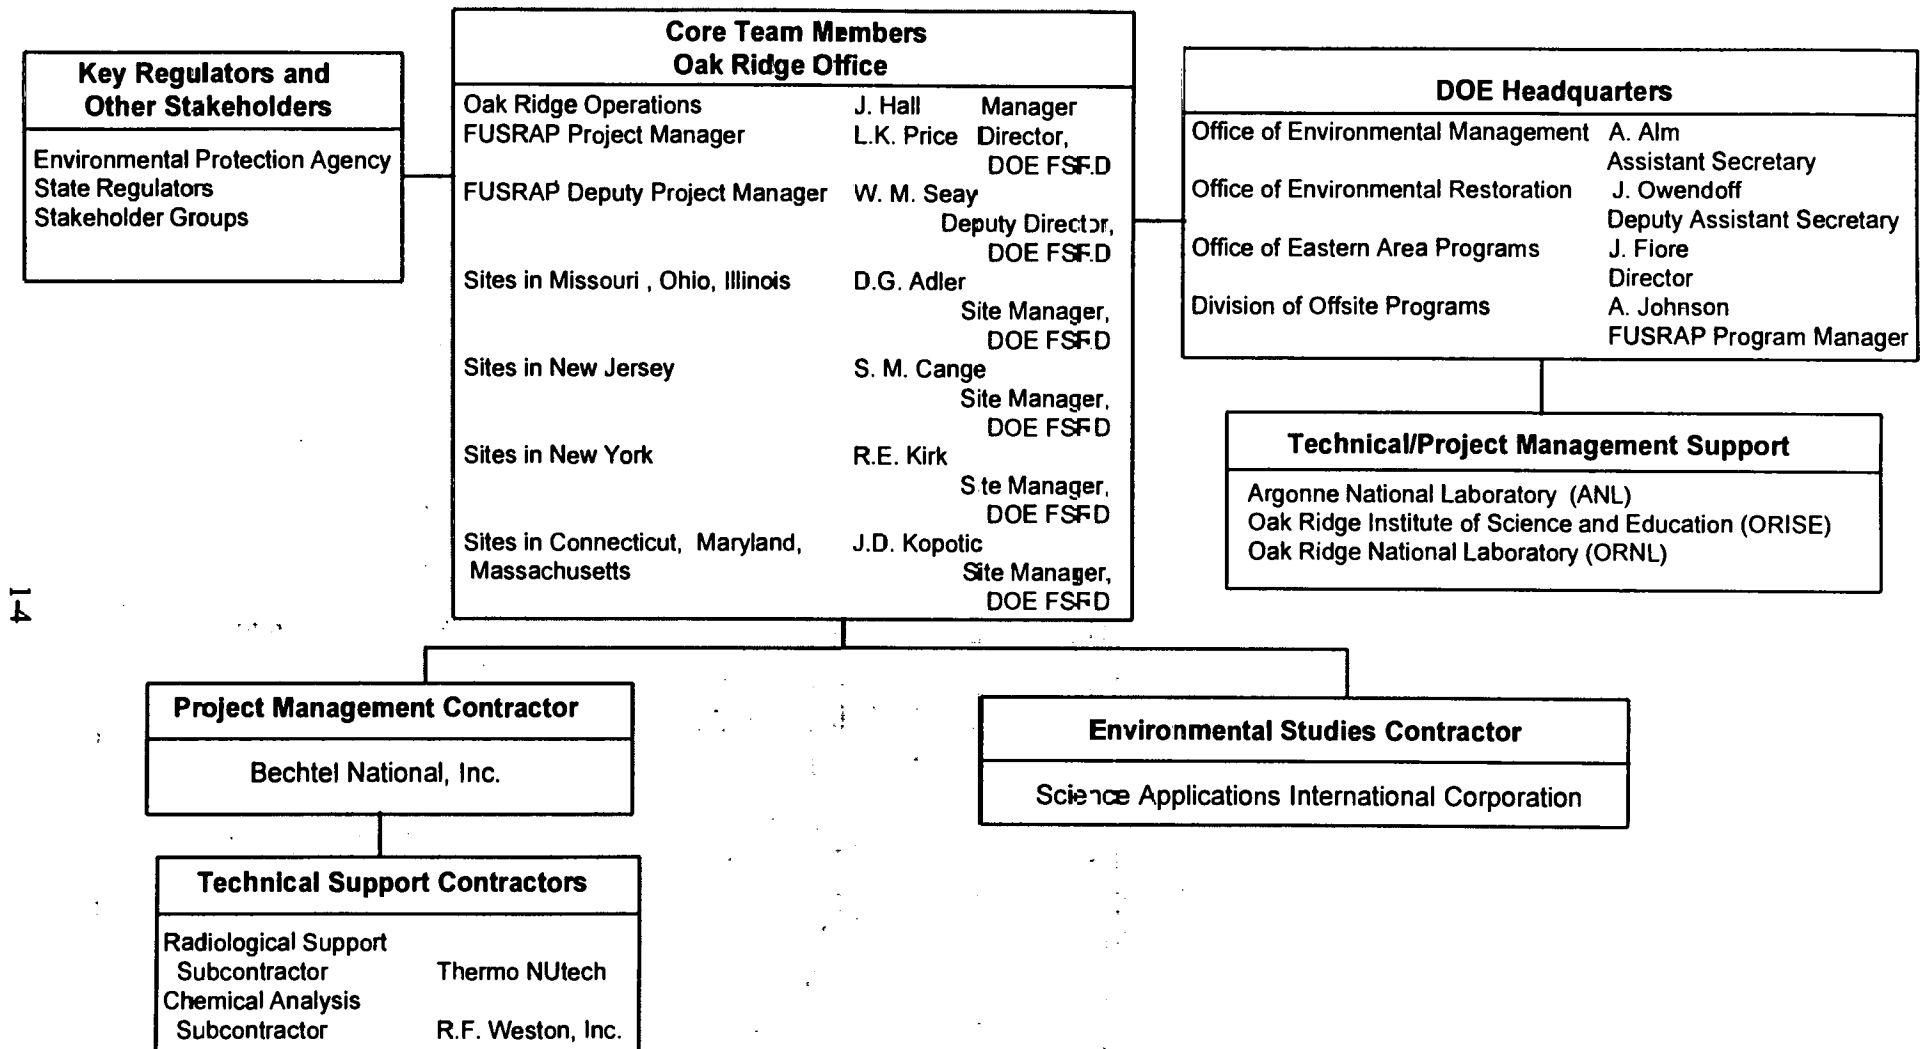 Core Team Members
Oak Ridge Office
Oak Ridge Operations J. Hall Manager
FUSRAP Project Manager L.K. Price Director,
DOE FSRD
FUSRAP Deputy Project Manager W. M. Seay
Deputy Director,
DOE FSRD
Sites in Missouri , Ohio, Illinois D.G. Adler
Site Manager,
DOE FSRD
Sites in New Jersey S. M. Cange
Site Manager,
DOE FSRD
Sites in New York R.E. Kirk
Site Manager,
DOE FSRD
Sites in Connecticut, Maryland, J.D. Kopotic
Massachusetts Site Manager,
DOE FSRD
Key Regulators and
Other Stakeholders
Environmental Protection Agency
State Regulators
Stakeholder Groups
DOE Headquarters
Office of Environmental Management A. Alm
Assistant Secretary
Office of Environmental Restoration J. Owendoff
Deputy Assistant Secretary
Office of Eastern Area Programs J. Fiore
Director
Division of Offsite Programs A. Johnson
FUSRAP Program Manager
Technical/Project Management Support
Argonne National Laboratory (ANL)
Oak Ridge Institute of Science and Education (ORISE)
Oak Ridge National Laboratory (ORNL)
1-4
Project Management Contractor
Bechtel National, Inc.
Environmental Studies Contractor
Science Applications International Corporation
Technical Support Contractors
Radiological Support
Subcontractor Thermo NUtech
Chemical Analysis
Subcontractor R.F. Weston, Inc.